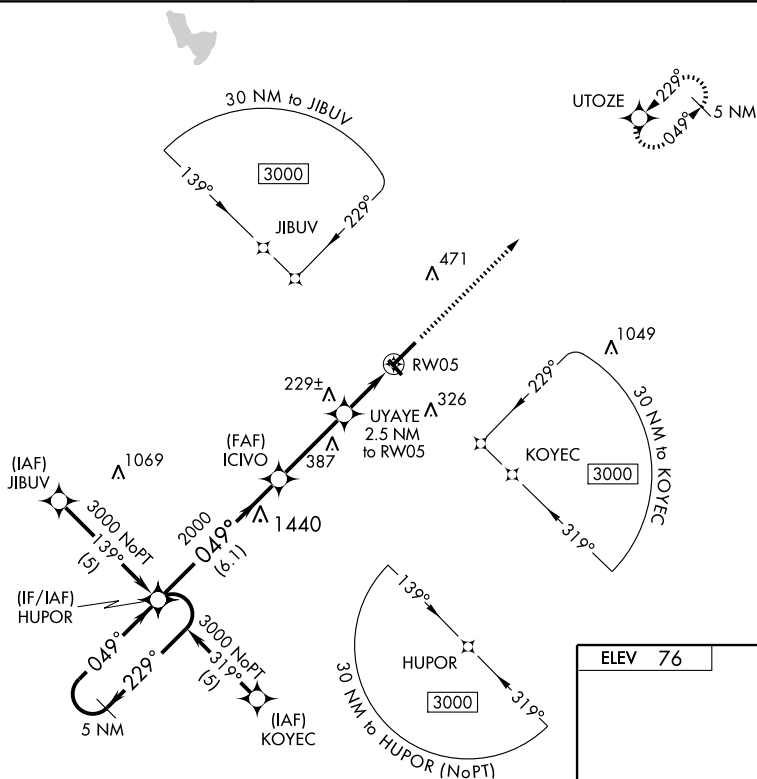 30 NM to JIBUV
3000
139°
229°
JIBUV
UTOZE
229°
049°
5 NM
471
RW05
1049
229±
326
UYAYE
2.5 NM
to RW05
387
(FAF)
ICIVO
1440
(IAF)
JIBUV
1069
3000 NoPT
139°
(5)
2000
049°
(6.1)
(IF/IAF)
HUPOR
049°
229°
5 NM
3000 NoPT
319°
(5)
(IAF)
KOYEC
229°
KOYEC
3000
319°
30 NM to KOYEC
139°
HUPOR
3000
319°
30 NM to HUPOR (NoPT)
ELEV 76